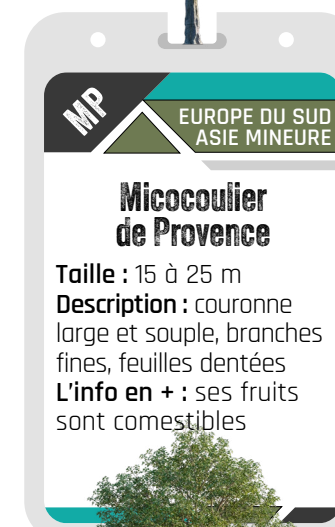 MP
EUROPE DU SUD
ASIE MINEURE
Micocoulier
de Provence
Taille : 15 à 25 m
Description : couronne
large et souple, branches
fines, feuilles dentées
L'info en + : ses fruits
sont comestibles